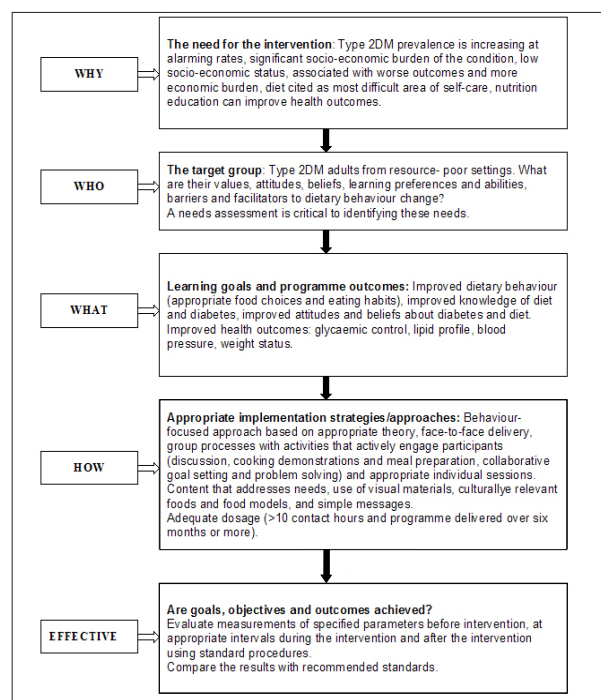 WHY
The need for the intervention: Type 2DM prevalence is increasing at
alarming rates, significant socio-economic burden of the condition, low
socio-economic status, associated with worse outcomes and more
economic burden, diet cited as most difficult area of self-care, nutrition
education can improve health outcomes.
WHO
The target group: Type 2DM adults from resource- poor settings. What
are their values, attitudes, beliefs, learning preferences and abilities,
barriers and facilitators to dietary behaviour change?
A needs assessment is critical to identifying these needs.
WHAT
Learning goals and programme outcomes: Improved dietary behaviour
(appropriate food choices and eating habits), improved knowledge of diet
and diabetes, improved attitudes and beliefs about diabetes and diet.
Improved health outcomes: glycaemic control, lipid profile, blood
pressure, weight status.
HOW
Appropriate implementation strategies/approaches: Behaviour-
focused approach based on appropriate theory, face-to-face delivery,
group processes with activities that actively engage participants
(discussion, cooking demonstrations and meal preparation, collaborative
goal setting and problem solving) and appropriate individual sessions.
Content that addresses needs, use of visual materials, culturallye relevant
foods and food models, and simple messages.
Adequate dosage (>10 contact hours and programme delivered over six
months or more).
EFFECTIVE
Are goals, objectives and outcomes achieved?
Evaluate measurements of specified parameters before intervention, at
appropriate intervals during the intervention and after the intervention
using standard procedures.
Compare the results with recommended standards.